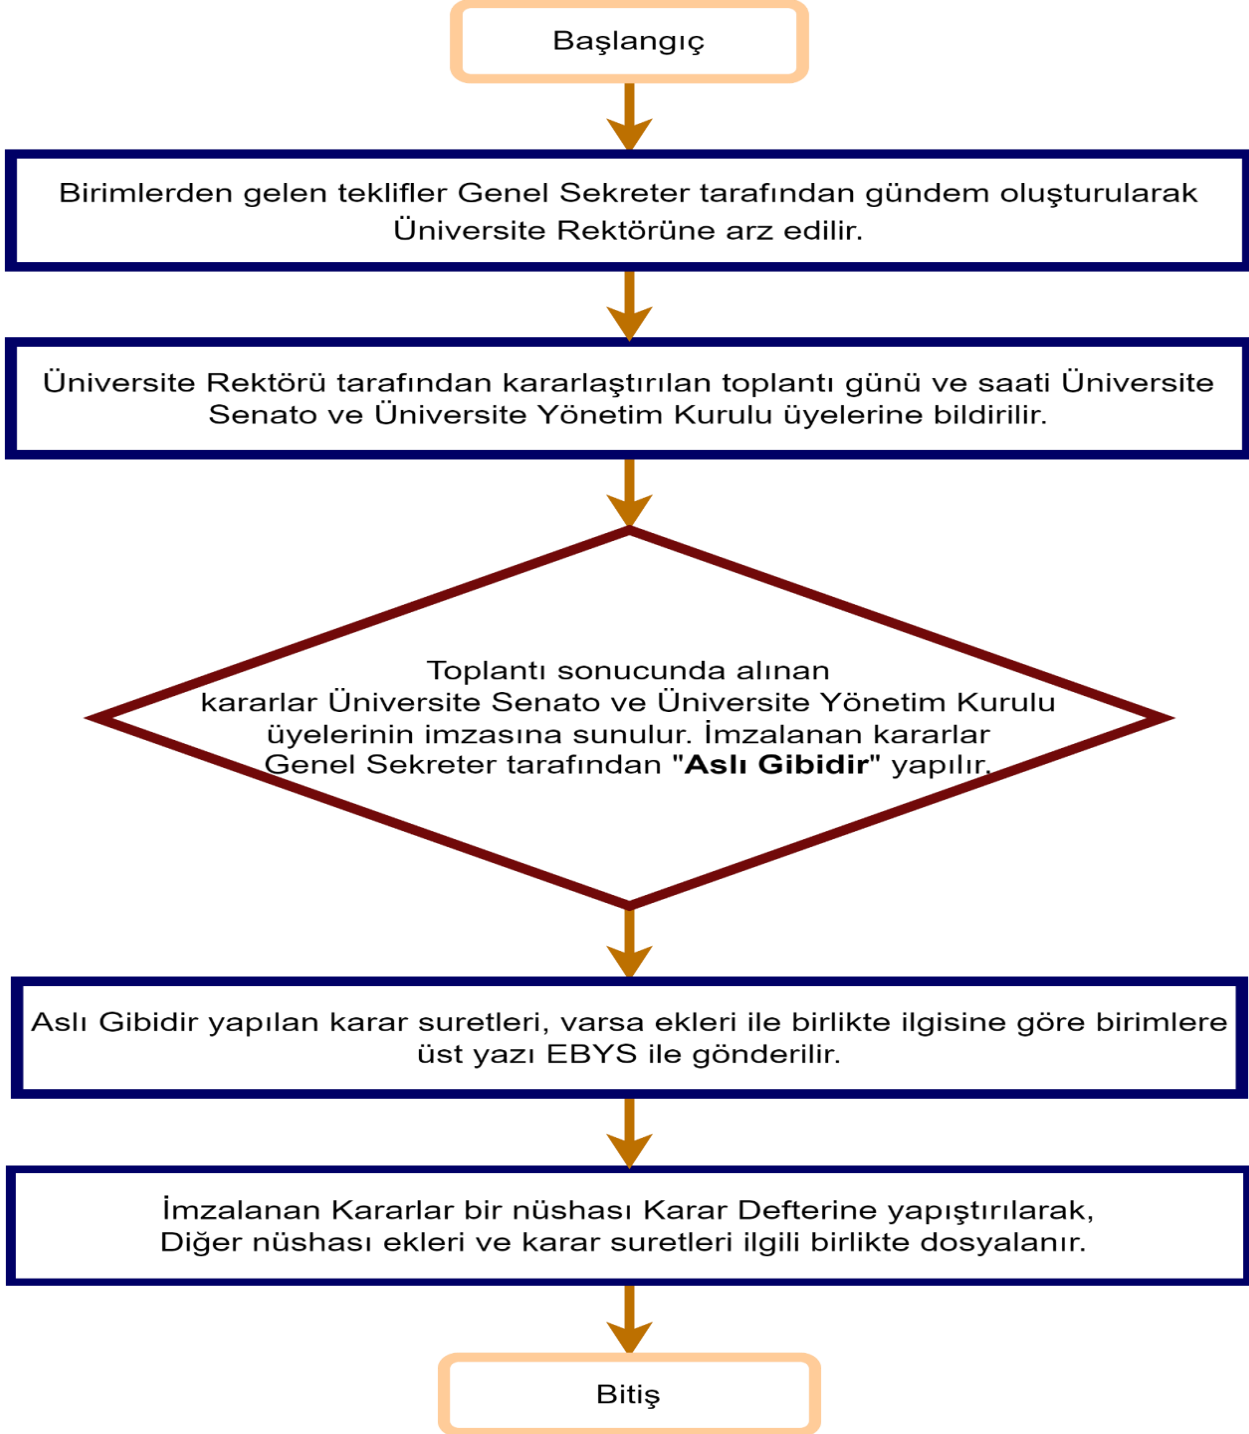 Başlangıç
Birimlerden gelen teklifler Genel Sekreter tarafından gündem oluşturularak
Üniversite Rektörüne arz edilir.
Üniversite Rektörü tarafından kararlaştırılan toplantı günü ve saati Üniversite
Senato ve Üniversite Yönetim Kurulu üyelerine bildirilir.
Toplantı sonucunda alınan
kararlar Üniversite Senato ve Üniversite Yönetim Kurulu
üyelerinin imzasına sunulur. İmzalanan kararlar
Genel Sekreter tarafından "Aslı Gibidir" yapılır.
Aslı Gibidir yapılan karar suretleri, varsa ekleri ile birlikte ilgisine göre birimlere
üst yazı EBYS ile gönderilir.
İmzalanan Kararlar bir nüshası Karar Defterine yapıştırılarak,
Diğer nüshası ekleri ve karar suretleri ilgili birlikte dosyalanır.
Bitiş